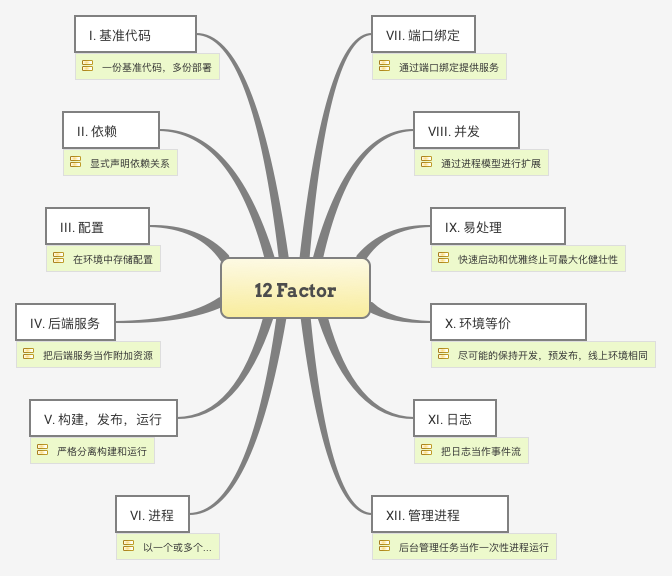 I. 基准代码
一份基准代码，多份部署
II. 依赖
显式声明依赖关系
III. 配置
在环境中存储配置
IV. 后端服务
把后端服务当作附加资源
V. 构建，发布，运行
严格分离构建和运行
VI. 进程
以一个或多个...
12 Factor
VII. 端口绑定
通过端口绑定提供服务
VIII. 并发
通过进程模型进行扩展
IX. 易处理
快速启动和优雅终止可最大化健壮性
X. 环境等价
尽可能的保持开发，预发布，线上环境相同
XI. 日志
把日志当作事件流
XII. 管理进程
后台管理任务当作一次性进程运行